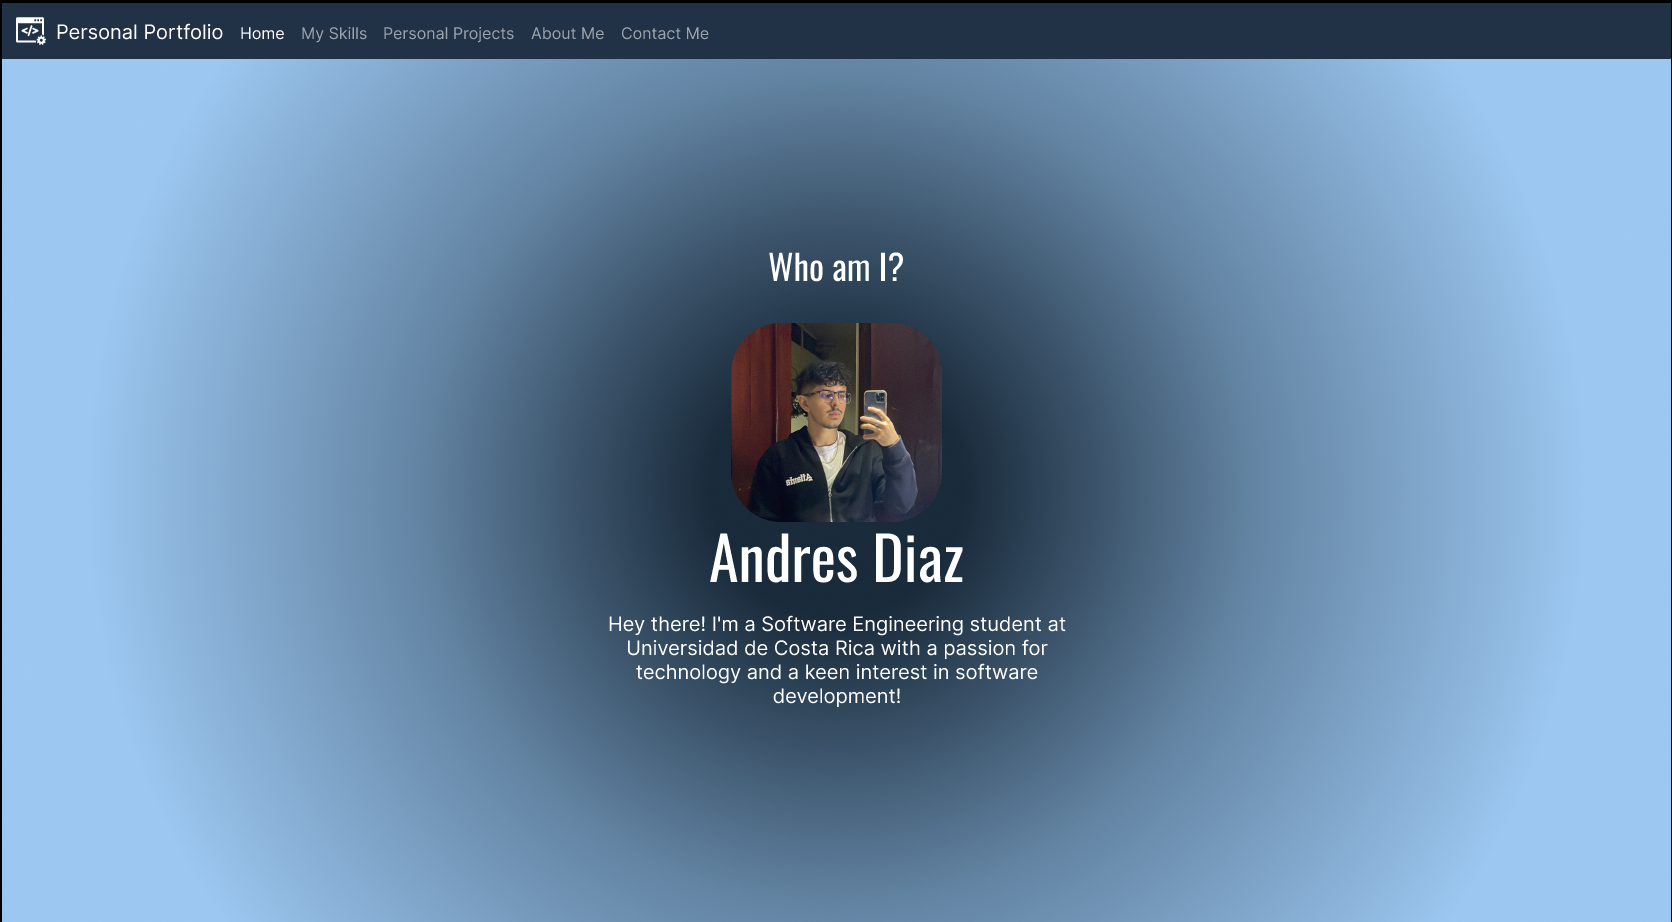 Personal Portfolio Home My Skills Personal Projects About Me Contact Me
Who am I?
Atlanta
Andres Diaz
Hey there! I'm a Software Engineering student at
Universidad de Costa Rica with a passion for
technology and a keen interest in software
development!